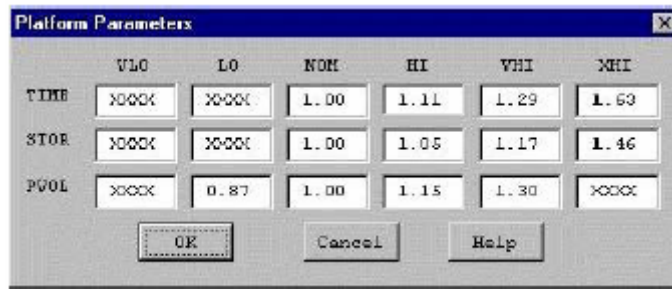 Platform Parameters
VLO LO NOM HI VHI XHI
TIME XXXX XXXX 1.00 1.11 1.29 1.63
STOR XXXX XXXX 1.00 1.05 1.17 1.46
PVOL XXXX 0.87 1.00 1.15 1.30 XXXX
OK Cancel Help